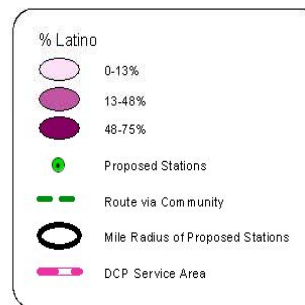 % Latino
0-13%
13-48%
48-75%
Proposed Stations
Route via Community
Mile Radius of Proposed Stations
DCP Service Area